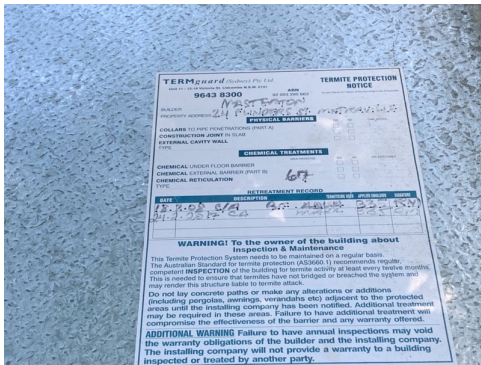 TERMguard (Sydney) Pty Ltd.
TERMITE PROTECTION
NOTICE
9643 8300
ABN
BUILDER:
MASTERTON
PROPERTY ADDRESS: 24 FLINDERS ST
PHYSICAL BARRIERS
COLLARS TO PIPE PENETRATIONS (PART A)
CONSTRUCTION JOINT IN SLAB
EXTERNAL CAVITY WALL
TYPE
CHEMICAL TREATMENTS
CHEMICAL UNDER FLOOR BARRIER
CHEMICAL EXTERNAL BARRIER (PART B)
CHEMICAL RETICULATION
TYPE
RETREATMENT RECORD
DATE DESCRIPTION TERMITICIDE USED APPLIED EMULSION SIGNATURE
WARNING! To the owner of the building about
Inspection & Maintenance
This Termite Protection System needs to be maintained on a regular basis.
The Australian Standard for termite protection (AS3660.1) recommends regular,
competent INSPECTION of the building for termite activity at least every twelve months.
This is needed to ensure that termites have not bridged or breached the system and
may render this structure liable to termite attack.
Do not lay concrete paths or make any alterations or additions
(including pergolas, awnings, verandahs etc) adjacent to the protected
areas until the installing company has been notified. Additional treatment
may be required in these areas. Failure to have additional treatment will
compromise the effectiveness of the barrier and any warranty offered.
ADDITIONAL WARNING Failure to have annual inspections may void
the warranty obligations of the builder and the installing company.
The installing company will not provide a warranty to a building
inspected or treated by another party.